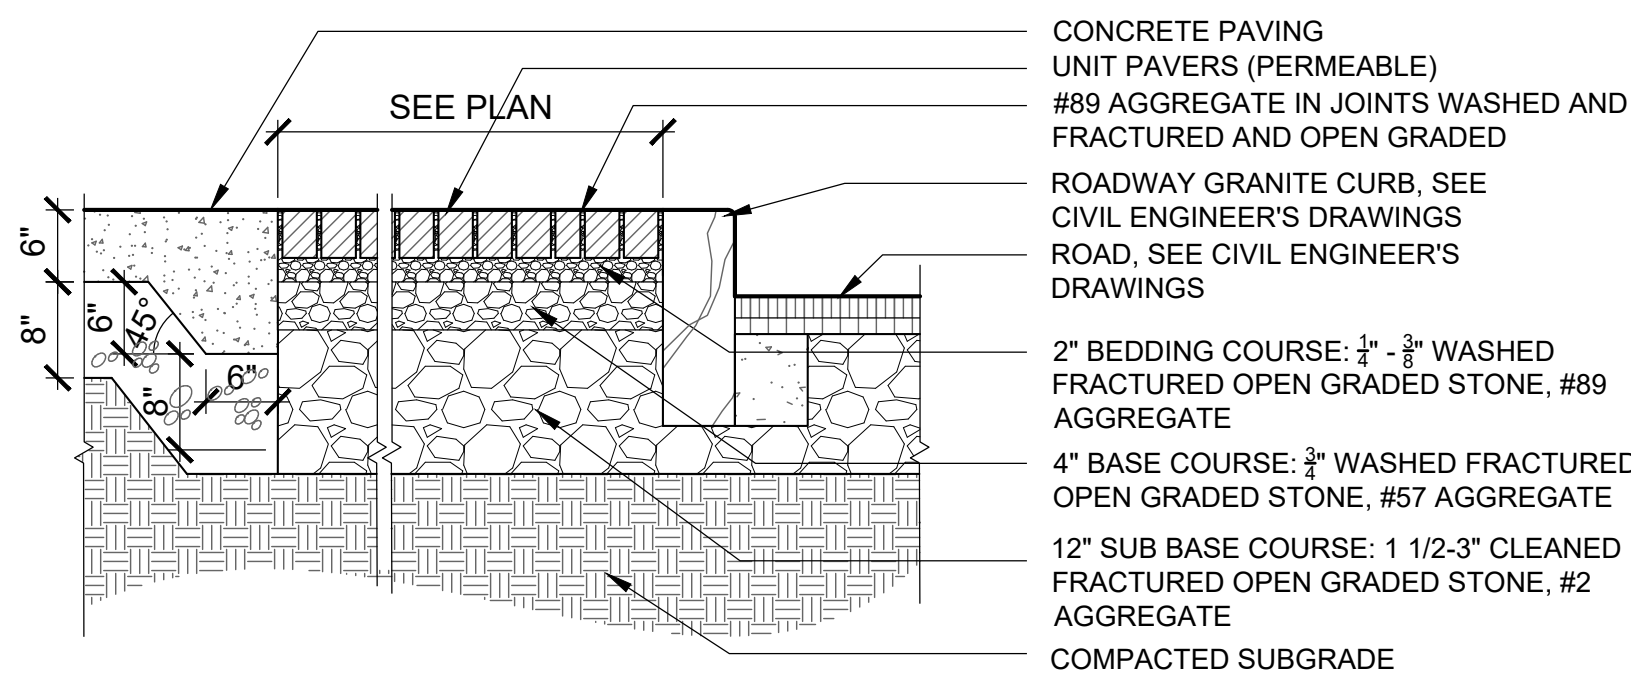 CONCRETE PAVING
UNIT PAVERS (PERMEABLE)
SEE PLAN
#89 AGGREGATE IN JOINTS WASHED AND
FRACTURED AND OPEN GRADED
ROADWAY GRANITE CURB, SEE
CIVIL ENGINEER'S DRAWINGS
ROAD, SEE CIVIL ENGINEER'S
DRAWINGS
6"
8"
6"
45°
8"
6"
2" BEDDING COURSE: 1/4" - 3/8" WASHED
FRACTURED OPEN GRADED STONE, #89
AGGREGATE
4" BASE COURSE: 3/4" WASHED FRACTURED
OPEN GRADED STONE, #57 AGGREGATE
12" SUB BASE COURSE: 1 1/2-3" CLEANED
FRACTURED OPEN GRADED STONE, #2
AGGREGATE
COMPACTED SUBGRADE